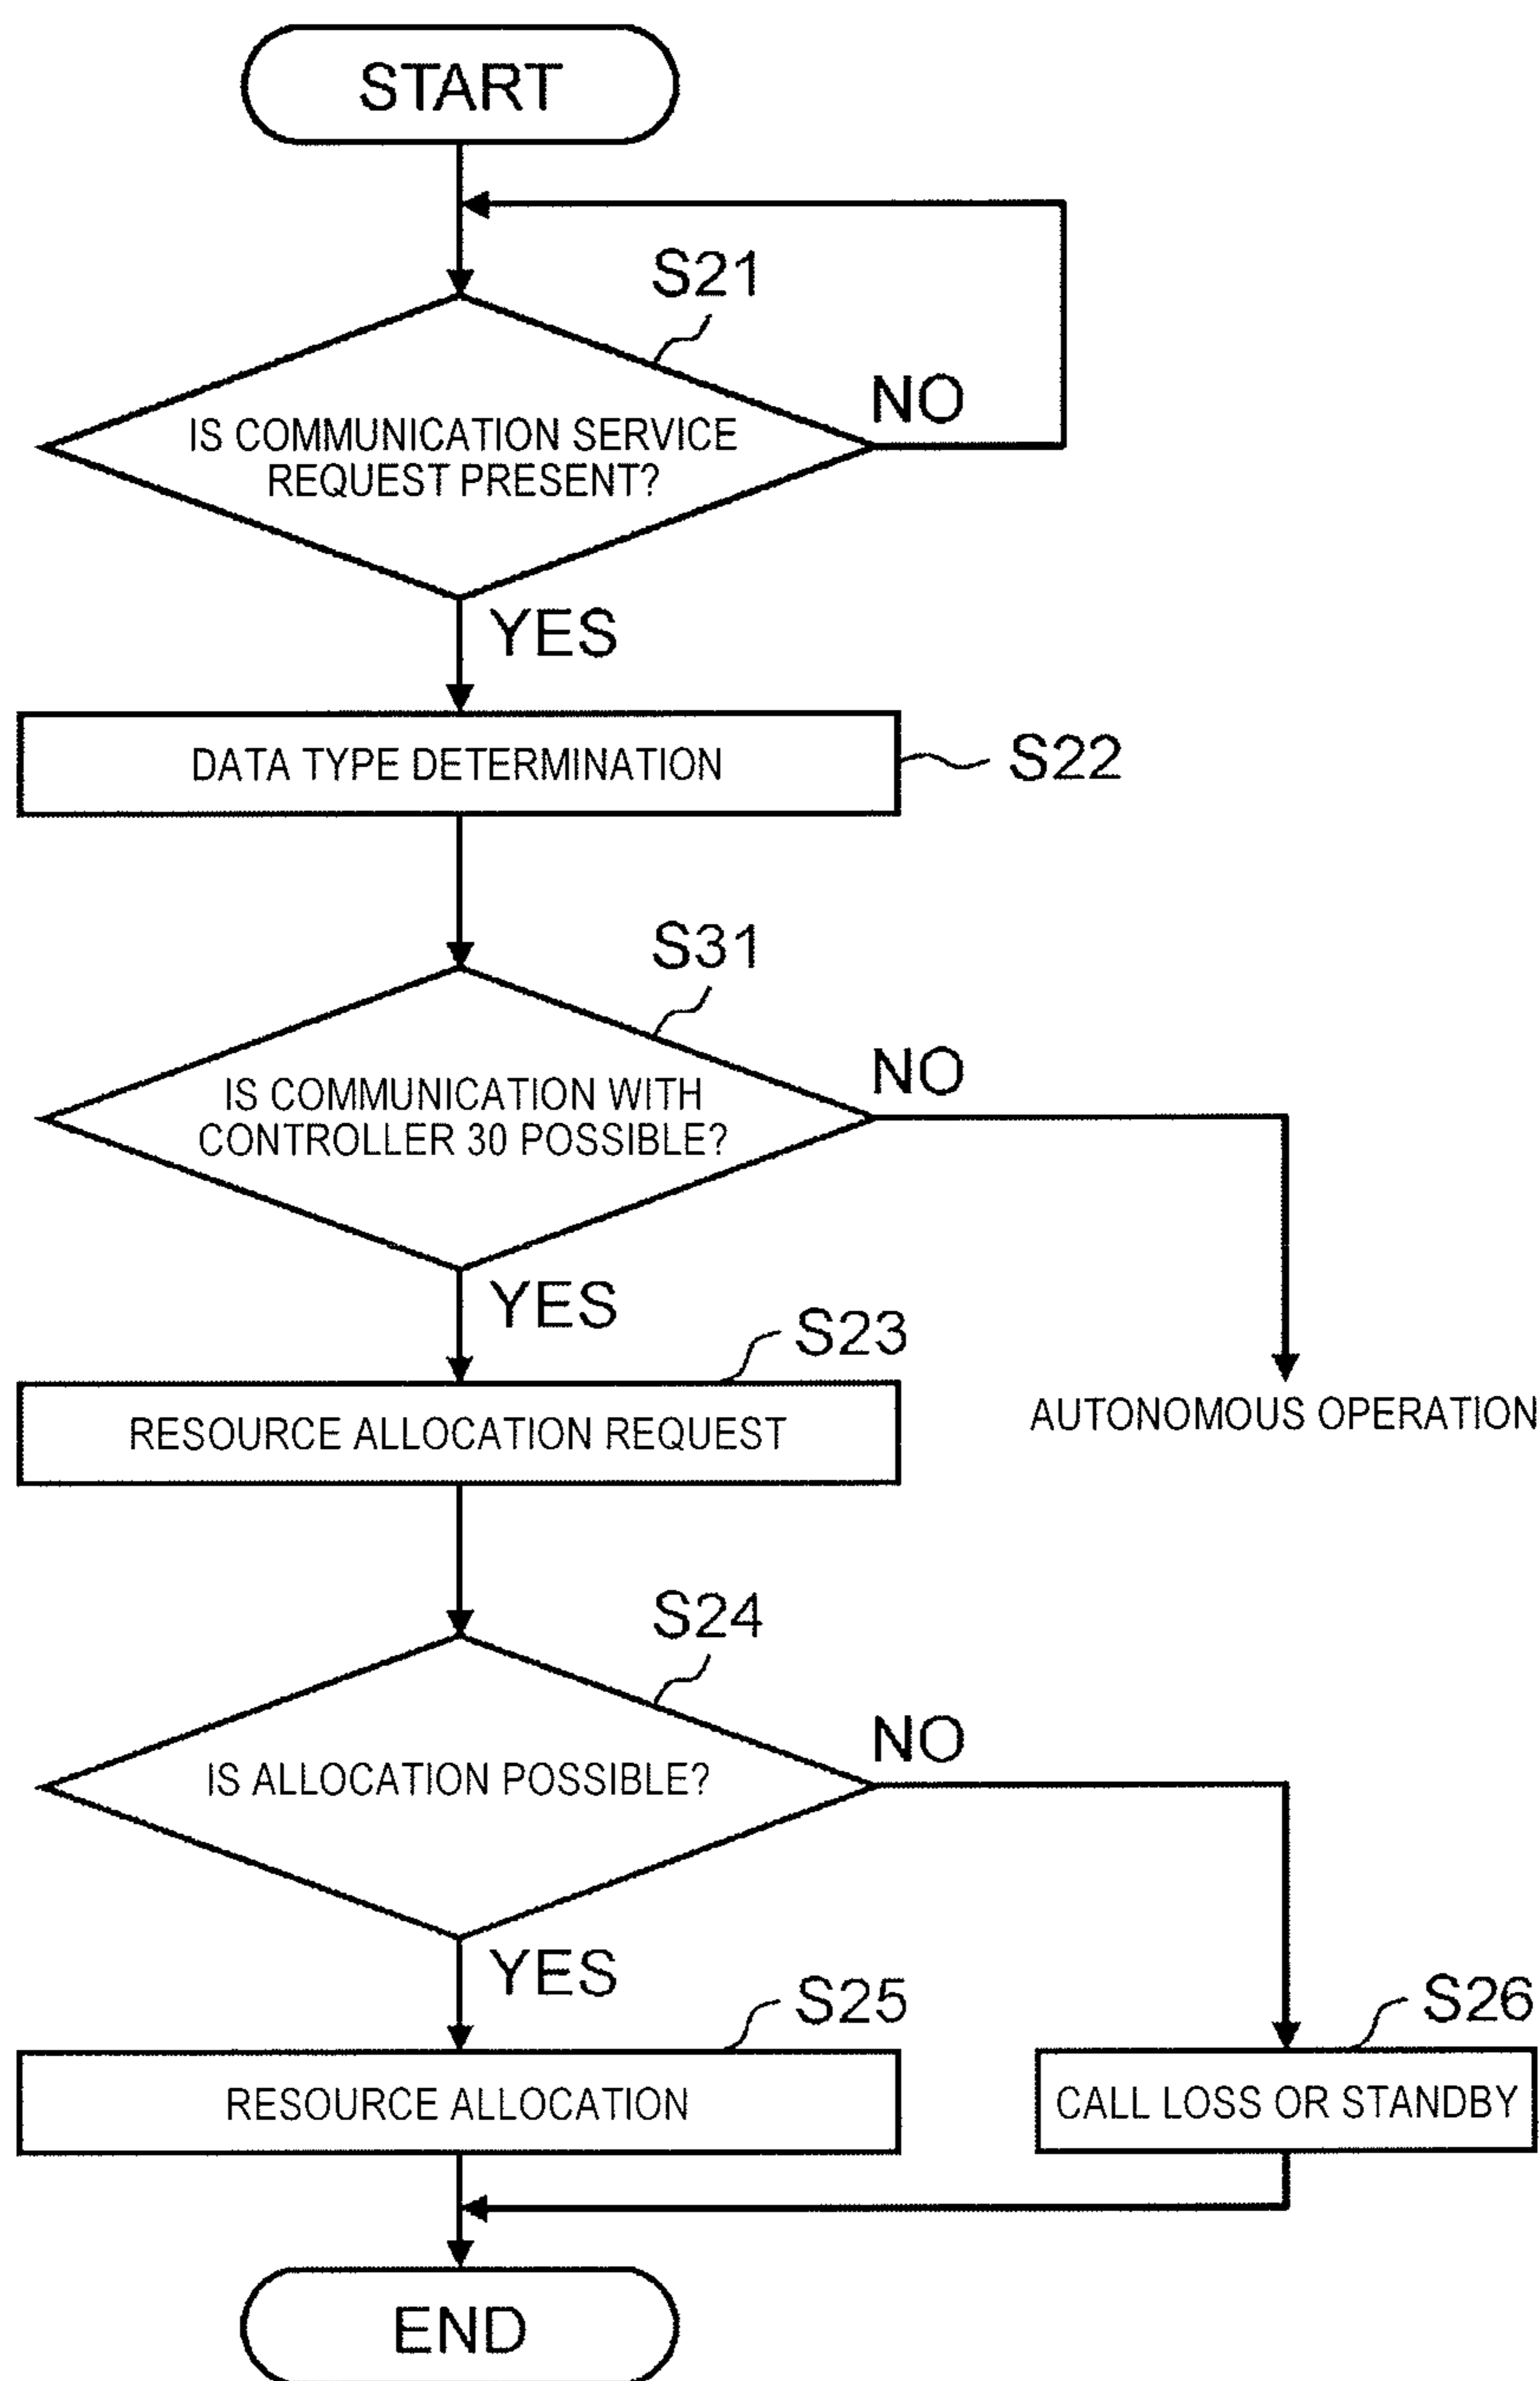 START
S21
NO
IS COMMUNICATION SERVICE
REQUEST PRESENT?
YES
DATA TYPE DETERMINATION
S22
S31
NO
IS COMMUNICATION WITH
CONTROLLER 30 POSSIBLE?
YES
S23
RESOURCE ALLOCATION REQUEST
AUTONOMOUS OPERATION
S24
NO
IS ALLOCATION POSSIBLE?
YES
S25
S26
RESOURCE ALLOCATION
CALL LOSS OR STANDBY
END